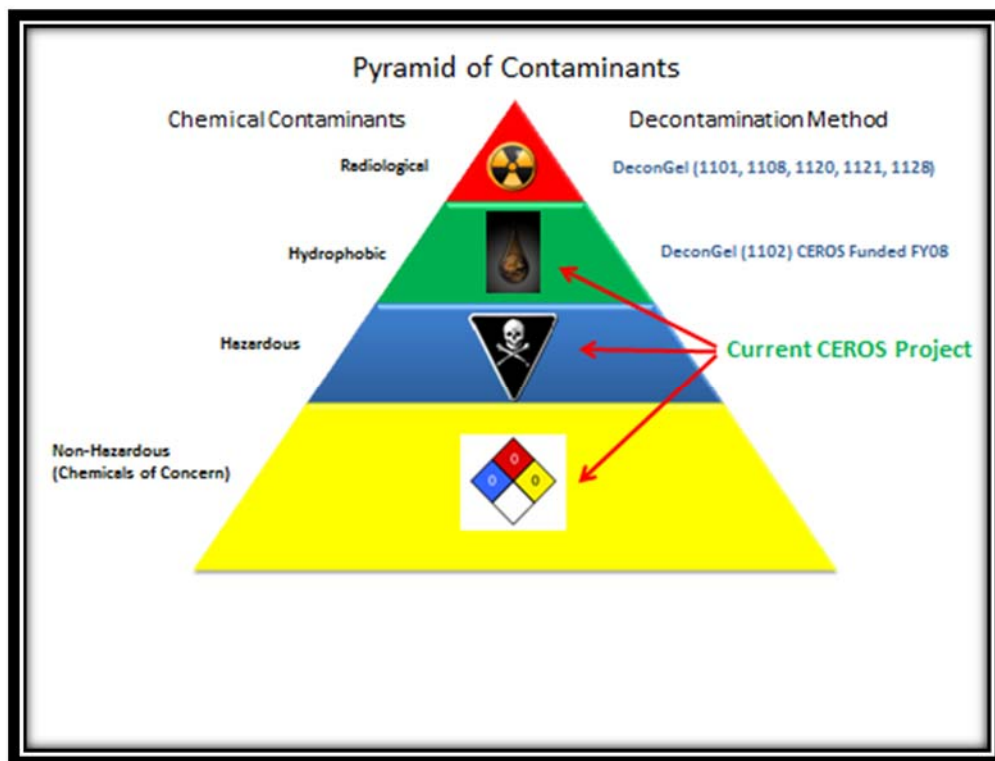 Pyramid of Contaminants
Chemical Contaminants
Decontamination Method
Radiological
DeconGel (1101, 1108, 1120, 1121, 1128)
Hydrophobic
DeconGel (1102) CEROS Funded FY08
Hazardous
Current CEROS Project
Non-Hazardous
(Chemicals of Concern)
0
0
0